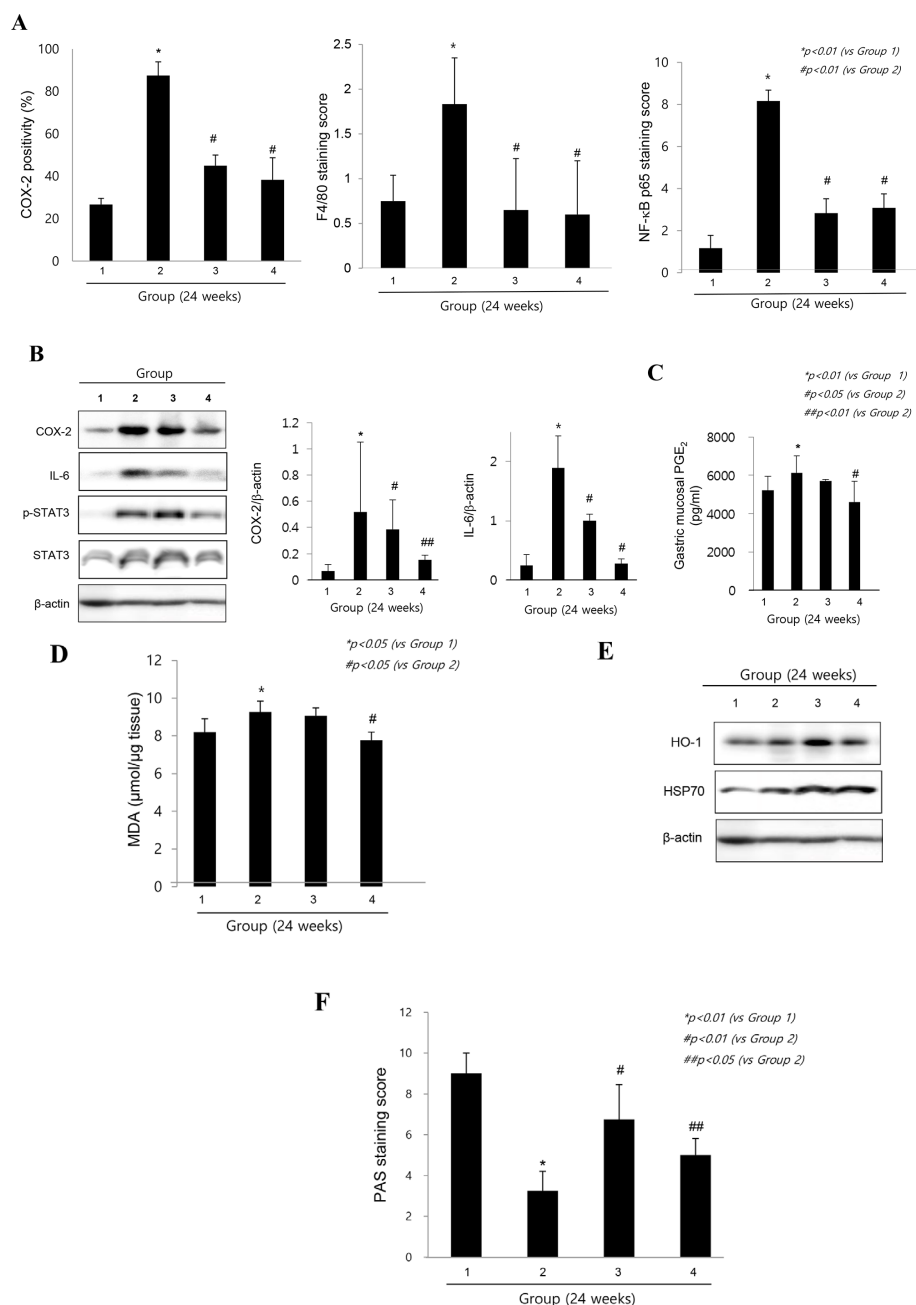 A
COX-2 positivity (%)
100
80
60
40
20
0
*
#
#
1 2 3 4
Group (24 weeks)
F4/80 staining score
2.5
2
1.5
1
0.5
0
*
#
#
1 2 3 4
Group (24 weeks)
*p<0.01 (vs Group 1)
#p<0.01 (vs Group 2)
NF-κB p65 staining score
10
8
6
4
2
0
*
#
#
1 2 3 4
Group (24 weeks)
B
Group
1 2 3 4
COX-2
IL-6
p-STAT3
STAT3
β-actin
COX-2/β-actin
1.2
1
0.8
0.6
0.4
0.2
0
*
#
##
1 2 3 4
Group (24 weeks)
IL-6/β-actin
2
1
0
*
#
#
1 2 3 4
Group (24 weeks)
C
*p<0.01 (vs Group 1)
#p<0.05 (vs Group 2)
##p<0.01 (vs Group 2)
Gastric mucosal PGE₂
(pg/ml)
8000
6000
4000
2000
0
*
#
1 2 3 4
Group (24 weeks)
D
*p<0.05 (vs Group 1)
#p<0.05 (vs Group 2)
MDA (μmol/μg tissue)
12
10
8
6
4
2
0
*
#
1 2 3 4
Group (24 weeks)
E
Group (24 weeks)
1 2 3 4
HO-1
HSP70
β-actin
F
*p<0.01 (vs Group 1)
#p<0.01 (vs Group 2)
##p<0.05 (vs Group 2)
PAS staining score
12
10
8
6
4
2
0
*
#
##
1 2 3 4
Group (24 weeks)